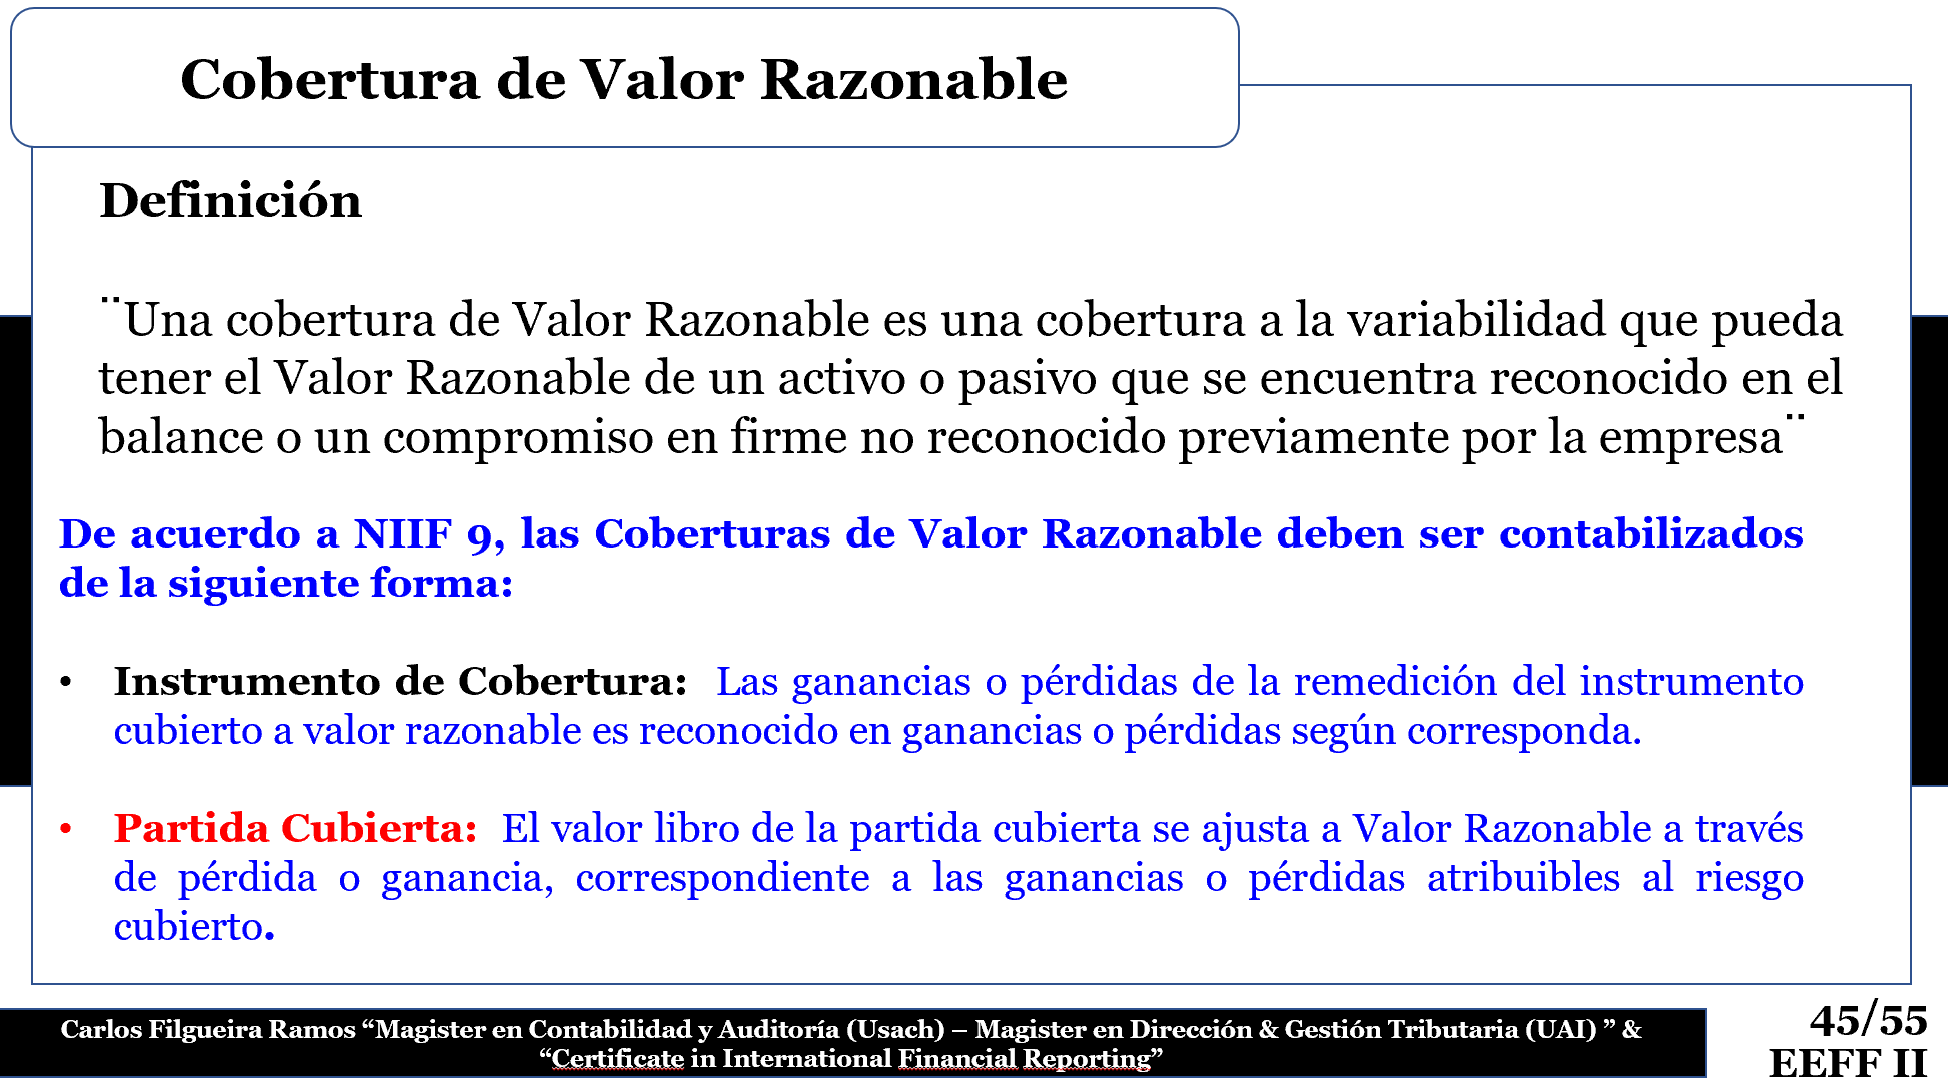 Cobertura de Valor Razonable
Definición
¨Una cobertura de Valor Razonable es una cobertura a la variabilidad que pueda
tener el Valor Razonable de un activo o pasivo que se encuentra reconocido en el
balance o un compromiso en firme no reconocido previamente por la empresa¨
De acuerdo a NIIF 9, las Coberturas de Valor Razonable deben ser contabilizados
de la siguiente forma:
• Instrumento de Cobertura: Las ganancias o pérdidas de la remedición del instrumento
cubierto a valor razonable es reconocido en ganancias o pérdidas según corresponda.
• Partida Cubierta: El valor libro de la partida cubierta se ajusta a Valor Razonable a través
de pérdida o ganancia, correspondiente a las ganancias o pérdidas atribuibles al riesgo
cubierto.
Carlos Filgueira Ramos “Magister en Contabilidad y Auditoría (Usach) – Magister en Dirección & Gestión Tributaria (UAI) ” &
“Certificate in International Financial Reporting”
45/55
EEFF II